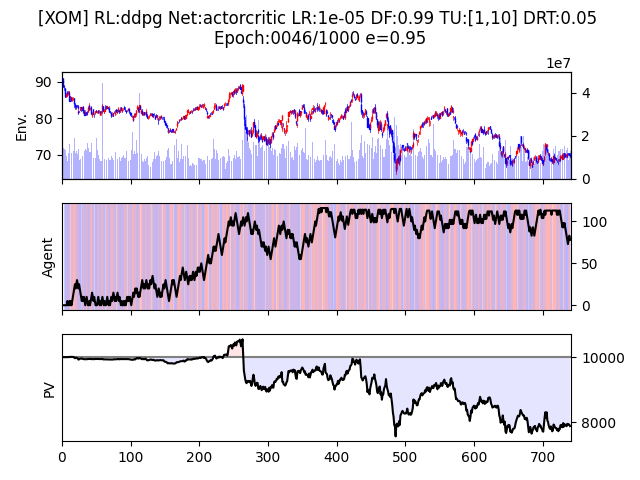 [XOM] RL:ddpg Net:actorcritic LR:1e-05 DF:0.99 TU:[1,10] DRT:0.05
Epoch:0046/1000 e=0.95
1e7
90
80
70
Env.
4
2
0
Agent
100
50
0
PV
10000
8000
0 100 200 300 400 500 600 700